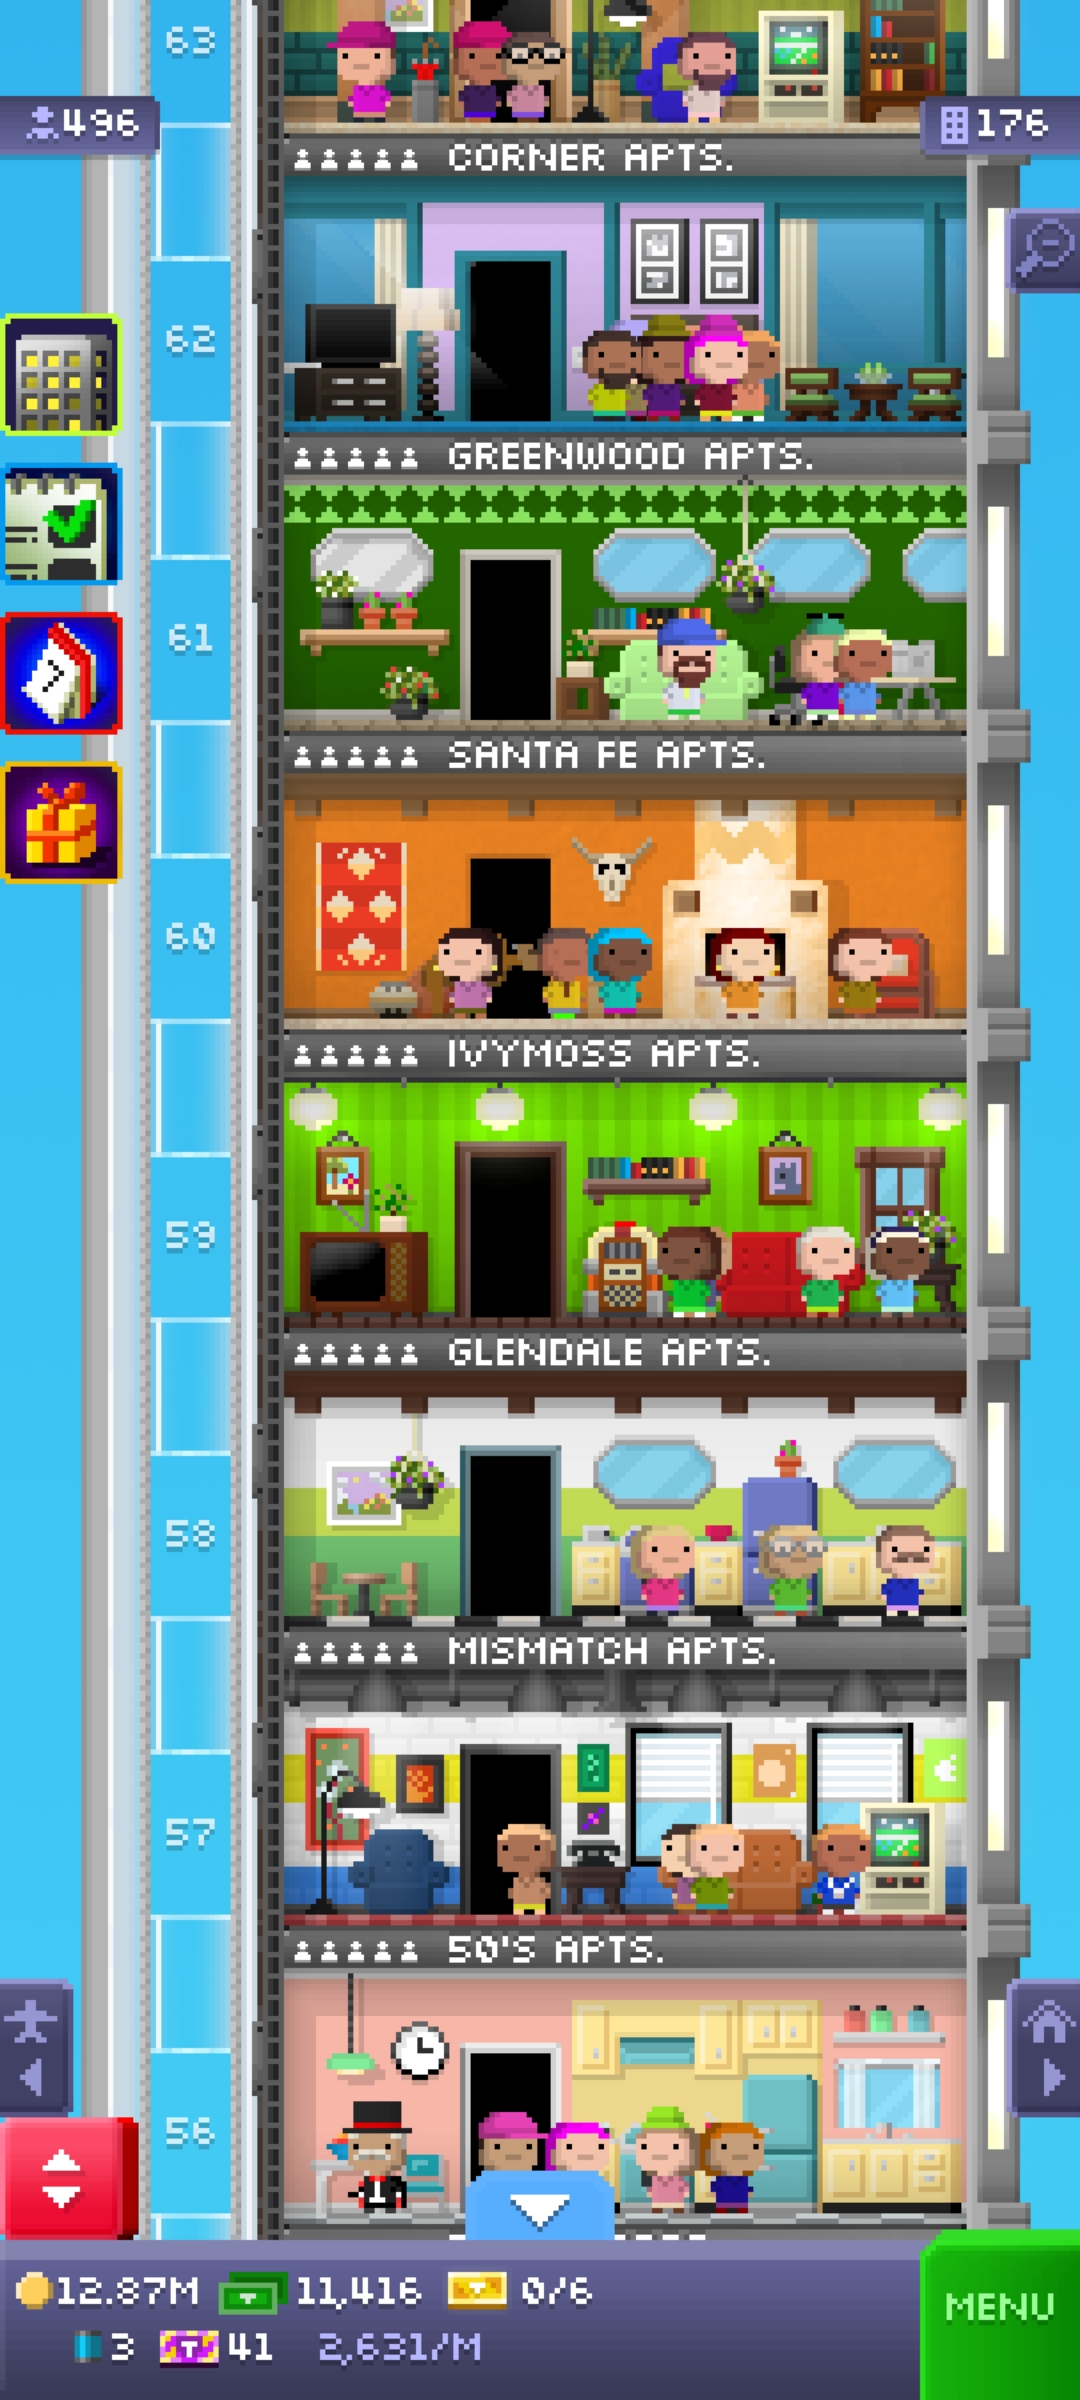 63
496
176
CORNER APTS.
62
GREENWOOD APTS.
61
SANTA FE APTS.
60
IVYMOSS APTS.
59
GLENDALE APTS.
58
MISMATCH APTS.
57
50'S APTS.
56
12.87M 11,416 0/6
3 41 2,631/M
MENU